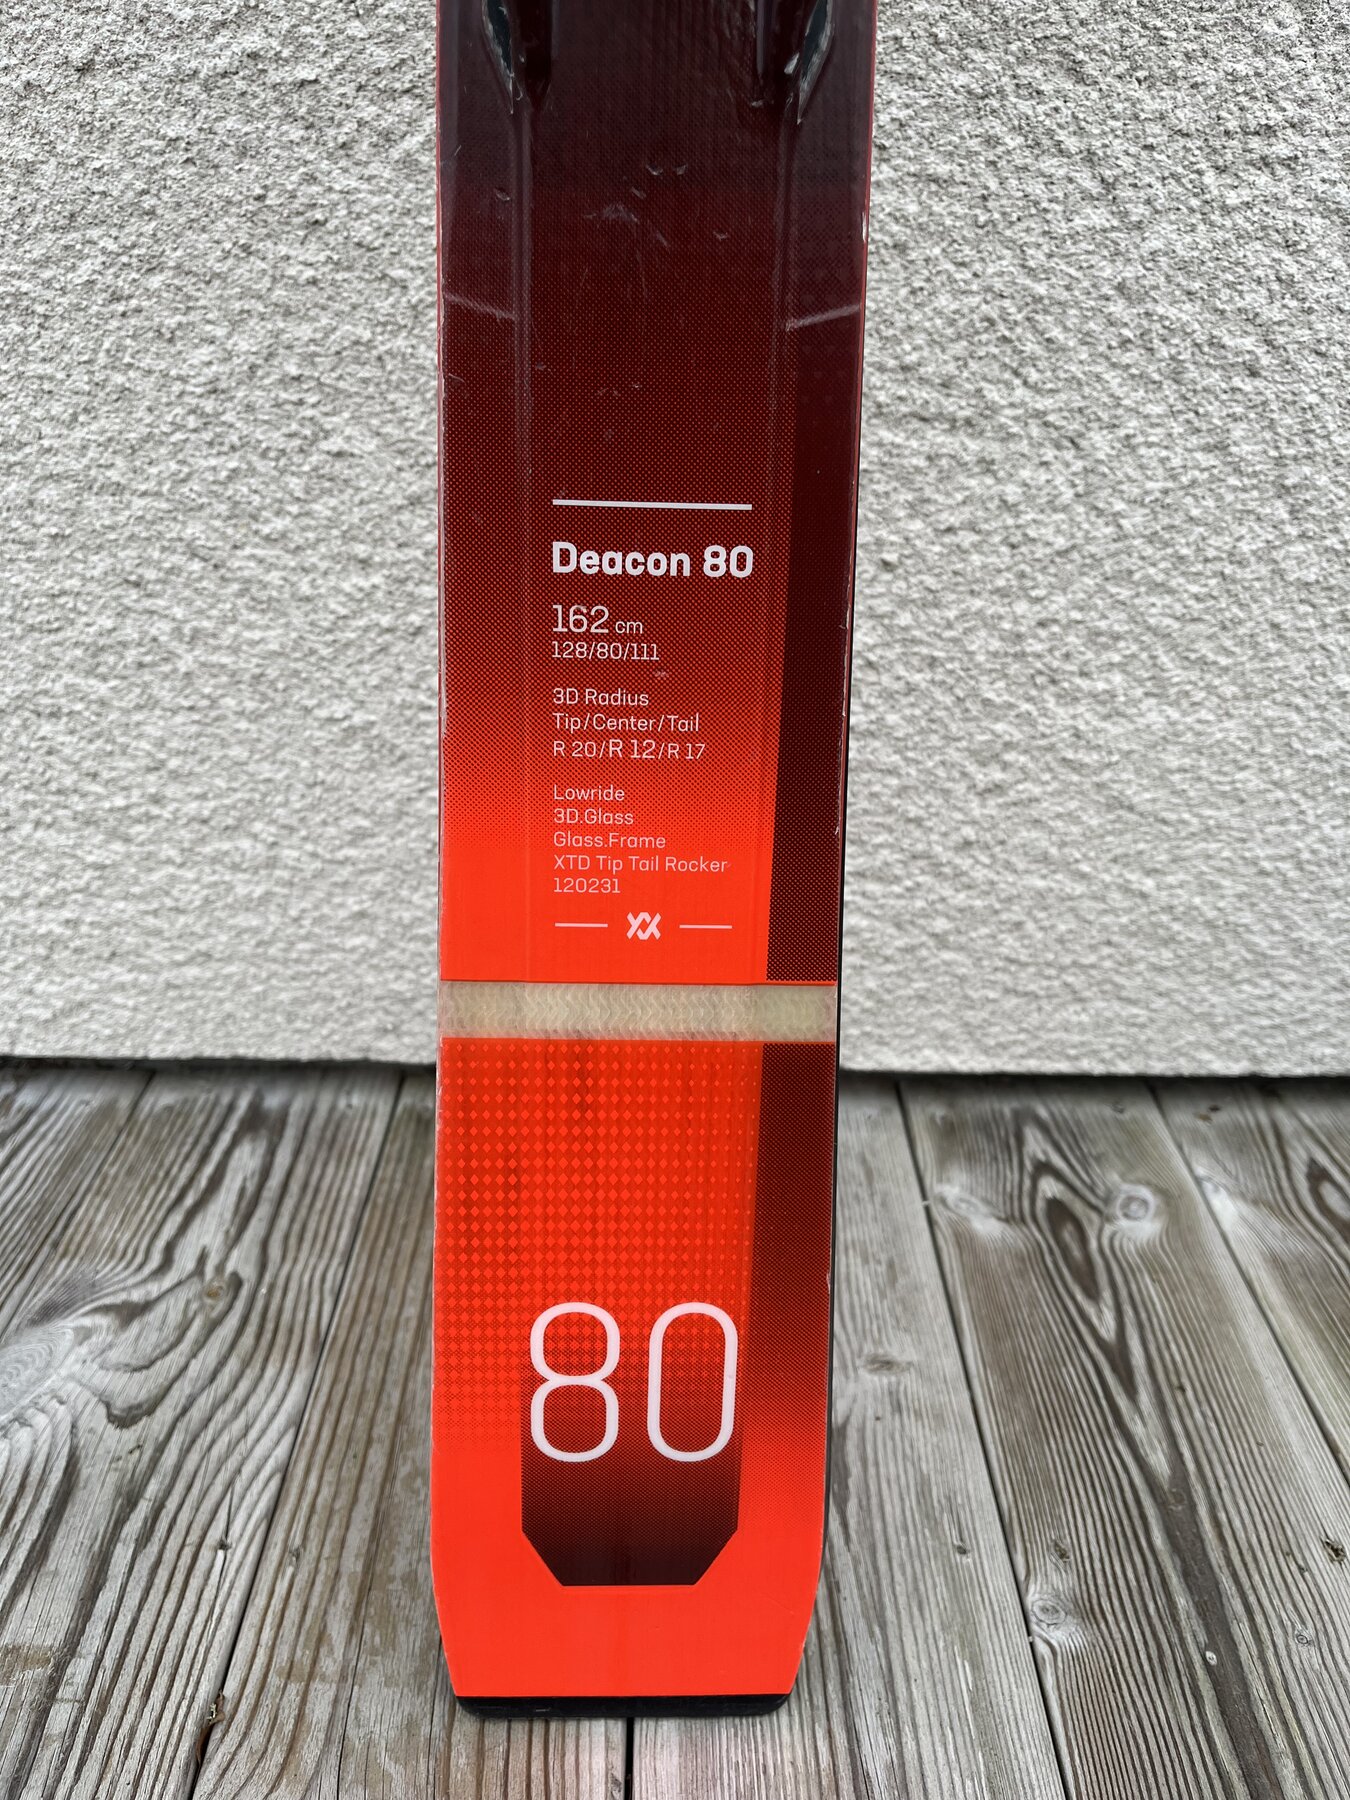 Deacon 80
162 cm
128/80/111
3D Radius
Tip/Center/Tail
R 20/R 12/R 17
Lowride
3D.Glass
Glass.Frame
XTD Tip Tail Rocker
120231
80